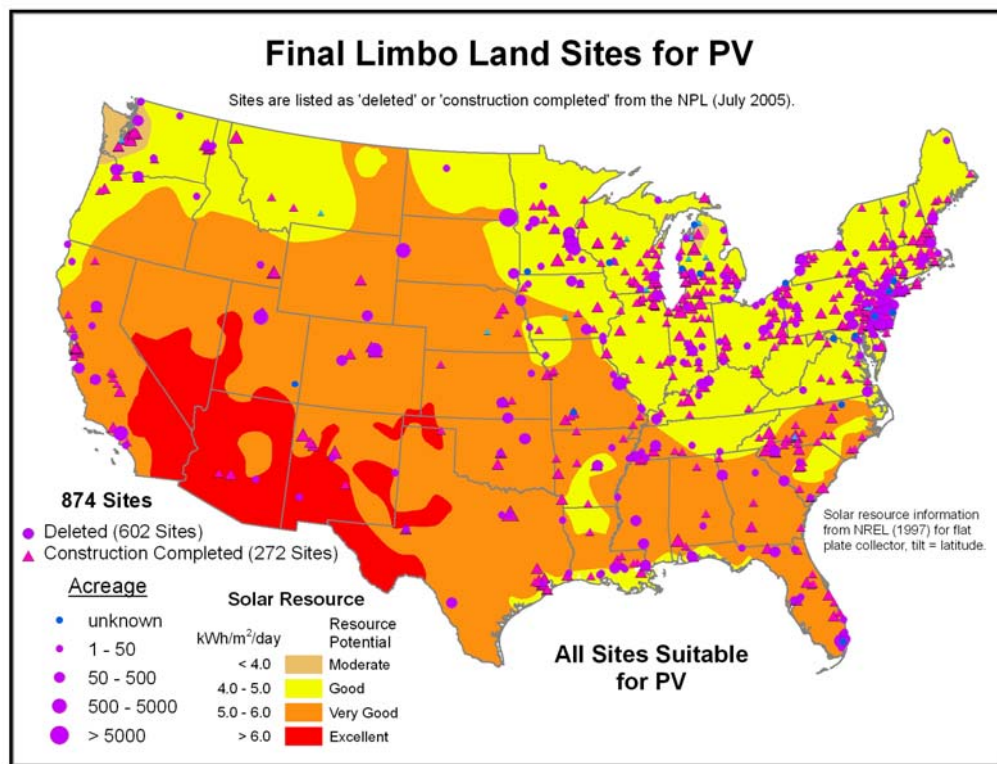 Final Limbo Land Sites for PV
Sites are listed as 'deleted' or 'construction completed' from the NPL (July 2005).
874 Sites
Deleted (602 Sites)
Construction Completed (272 Sites)
Acreage
unknown
1 - 50
50 - 500
500 - 5000
> 5000
Solar Resource
kWh/m²/day
Resource
Potential
< 4.0 Moderate
4.0 - 5.0 Good
5.0 - 6.0 Very Good
> 6.0 Excellent
All Sites Suitable
for PV
Solar resource information
from NREL (1997) for flat
plate collector, tilt = latitude.